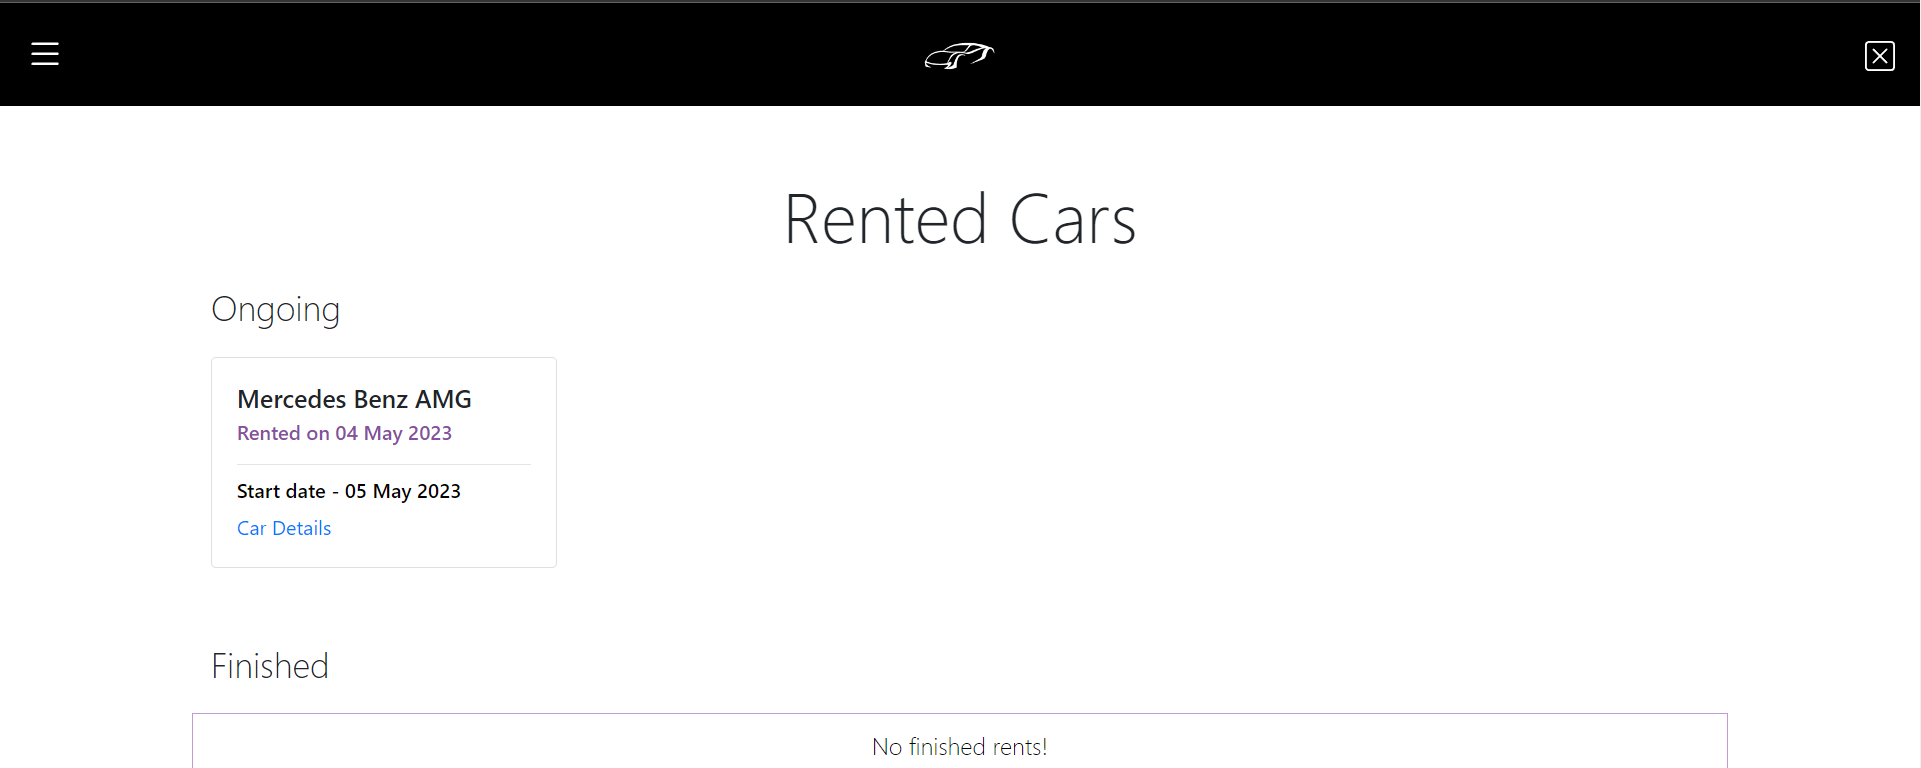 Rented Cars
Ongoing
Mercedes Benz AMG
Rented on 04 May 2023
Start date - 05 May 2023
Car Details
Finished
No finished rents!